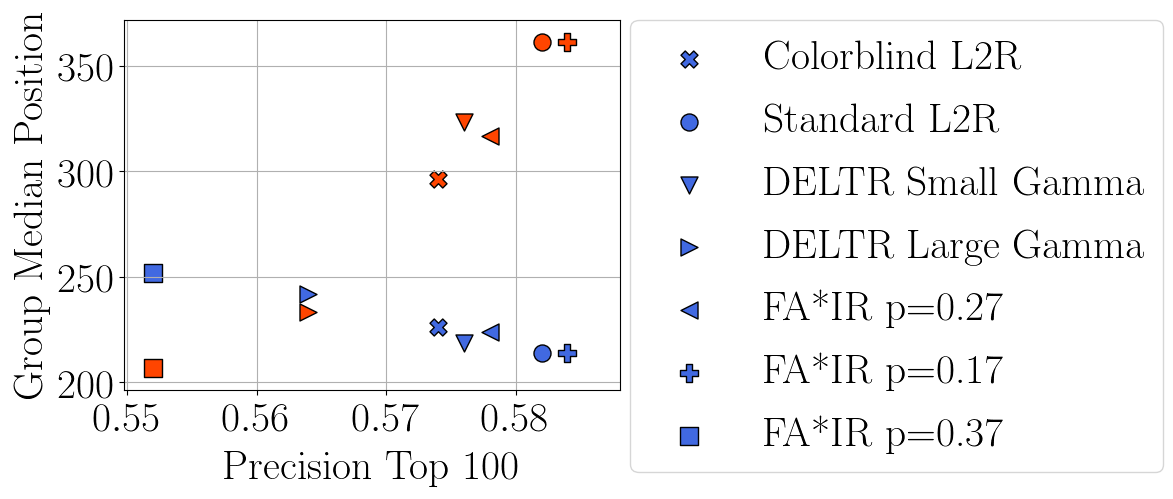 Group Median Position
350
300
250
200
0.55
0.56
0.57
0.58
Precision Top 100
Colorblind L2R
Standard L2R
DELTR Small Gamma
DELTR Large Gamma
FA*IR p=0.27
FA*IR p=0.17
FA*IR p=0.37